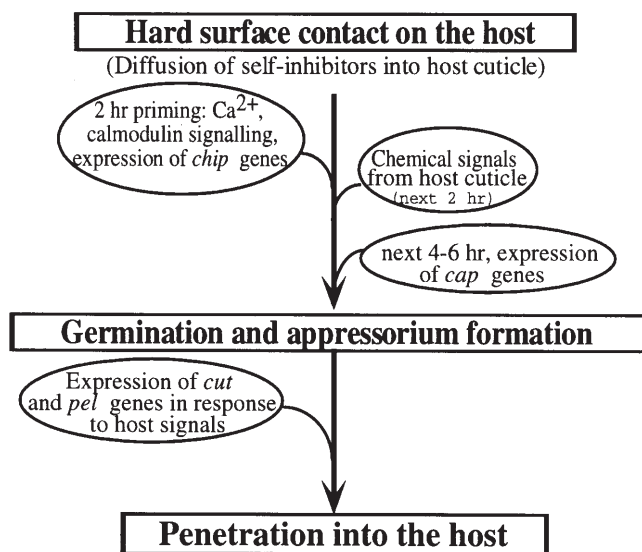 Hard surface contact on the host
(Diffusion of self-inhibitors into host cuticle)
2 hr priming: Ca2+,
calmodulin signalling,
expression of chip genes
Chemical signals
from host cuticle
(next 2 hr)
next 4-6 hr, expression
of cap genes
Germination and appressorium formation
Expression of cut
and pel genes in response
to host signals
Penetration into the host